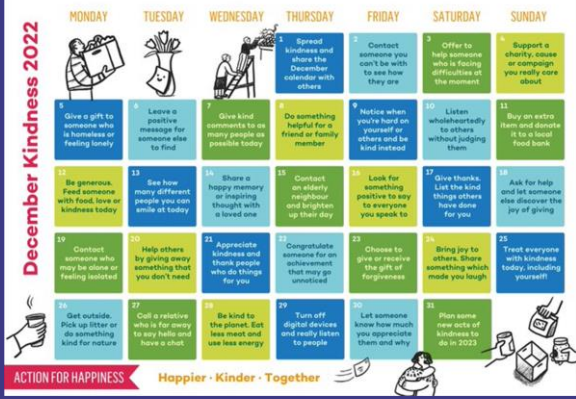 December Kindness 2022
MONDAY
TUESDAY
WEDNESDAY
THURSDAY
FRIDAY
SATURDAY
SUNDAY
1
Spread
kindness and
share the
December
calendar with
others
2
Contact
someone you
can't be with
to see how
they are
3
Offer to
help someone
who is facing
difficulties at
the moment
4
Support a
charity, cause
or campaign
you really care
about
5
Give a gift to
someone who
is homeless or
feeling lonely
6
Leave a
positive
message for
someone else
to find
7
Give kind
comments to as
many people as
possible today
8
Do something
helpful for a
friend or family
member
9
Notice when
you're hard on
yourself or
others and be
kind instead
10
Listen
wholeheartedly
to others
without judging
them
11
Buy an extra
item and donate
it to a local
food bank
12
Be generous.
Feed someone
with food, love or
kindness today
13
See how
many different
people you can
smile at today
14
Share a
happy memory
or inspiring
thought with
a loved one
15
Contact
an elderly
neighbour
and brighten
up their day
16
Look for
something
positive to say
to everyone
you speak to
17
Give thanks.
List the kind
things others
have done
for you
18
Ask for help
and let someone
else discover the
joy of giving
19
Contact
someone who
may be alone or
feeling isolated
20
Help others
by giving away
something that
you don't need
21
Appreciate
kindness and
thank people
who do things
for you
22
Congratulate
someone for an
achievement
that may go
unnoticed
23
Choose to
give or receive
the gift of
forgiveness
24
Bring joy to
others. Share
something which
made you laugh
25
Treat everyone
with kindness
today, including
yourself!
26
Get outside.
Pick up litter or
do something
kind for nature
27
Call a relative
who is far away
to say hello and
have a chat
28
Be kind to
the planet. Eat
less meat and
use less energy
29
Turn off
digital devices
and really listen
to people
30
Let someone
know how much
you appreciate
them and why
31
Plan some
new acts of
kindness to
do in 2023
ACTION FOR HAPPINESS
Happier · Kinder · Together